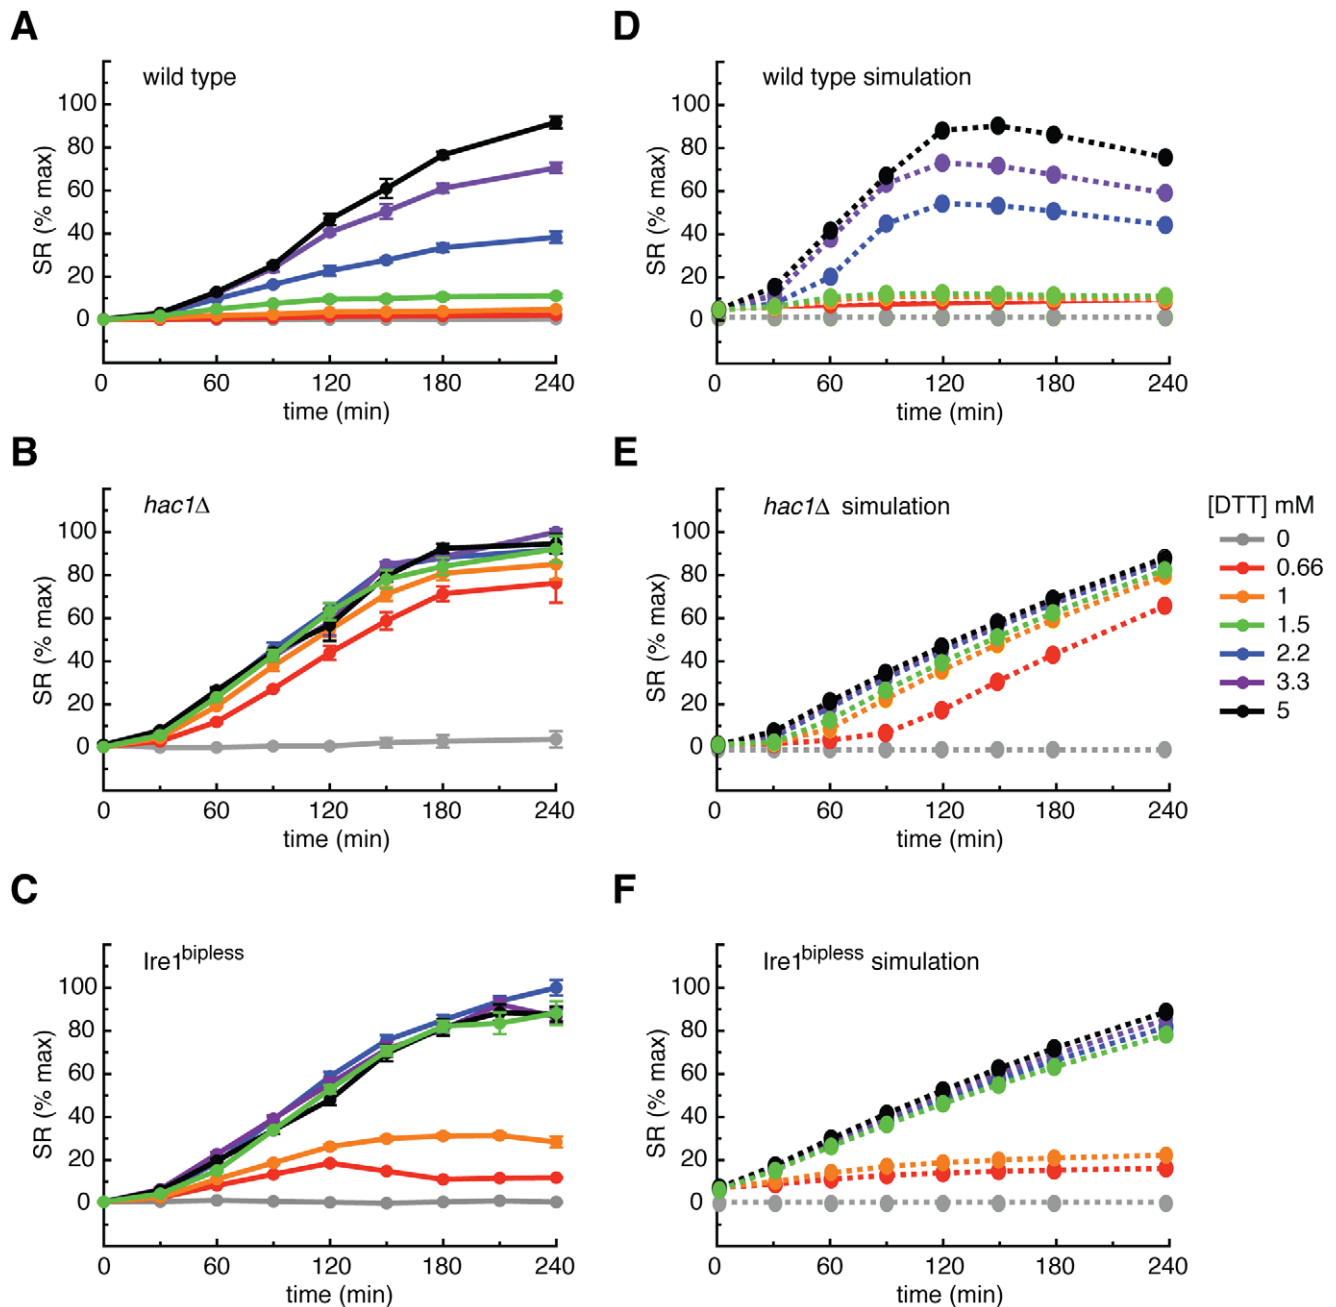 A
wild type
SR (% max)
100
80
60
40
20
0
0 60 120 180 240
time (min)
D
wild type simulation
SR (% max)
100
80
60
40
20
0
0 60 120 180 240
time (min)
B
hac1Δ
SR (% max)
100
80
60
40
20
0
0 60 120 180 240
time (min)
E
hac1Δ simulation
SR (% max)
100
80
60
40
20
0
0 60 120 180 240
time (min)
[DTT] mM
0
0.66
1
1.5
2.2
3.3
5
C
Ire1bipless
SR (% max)
100
80
60
40
20
0
0 60 120 180 240
time (min)
F
Ire1bipless simulation
SR (% max)
100
80
60
40
20
0
0 60 120 180 240
time (min)